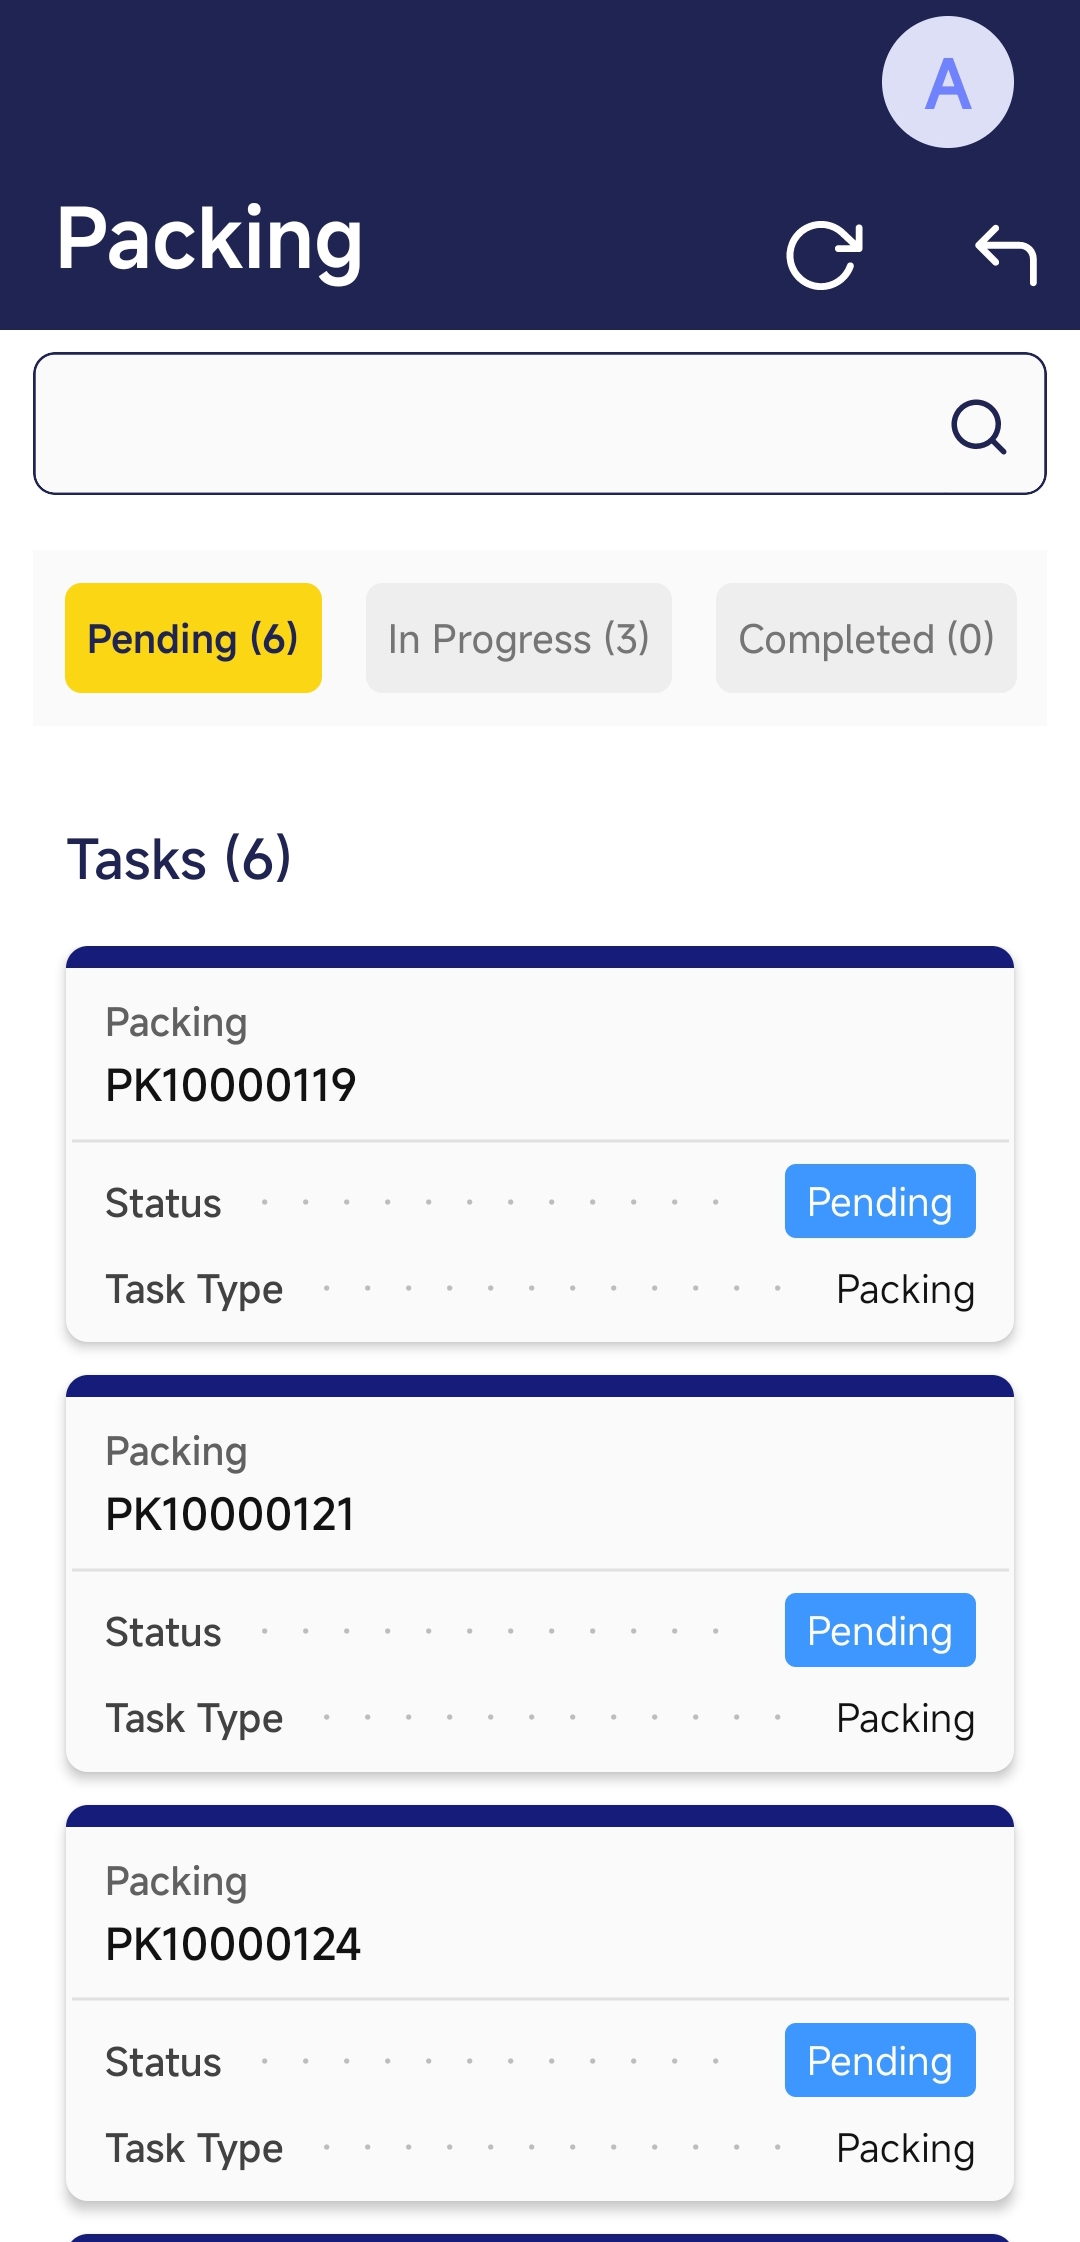 A
Packing
Pending (6)
In Progress (3)
Completed (0)
Tasks (6)
Packing
PK10000119
Status
Pending
Task Type
Packing
Packing
PK10000121
Status
Pending
Task Type
Packing
Packing
PK10000124
Status
Pending
Task Type
Packing